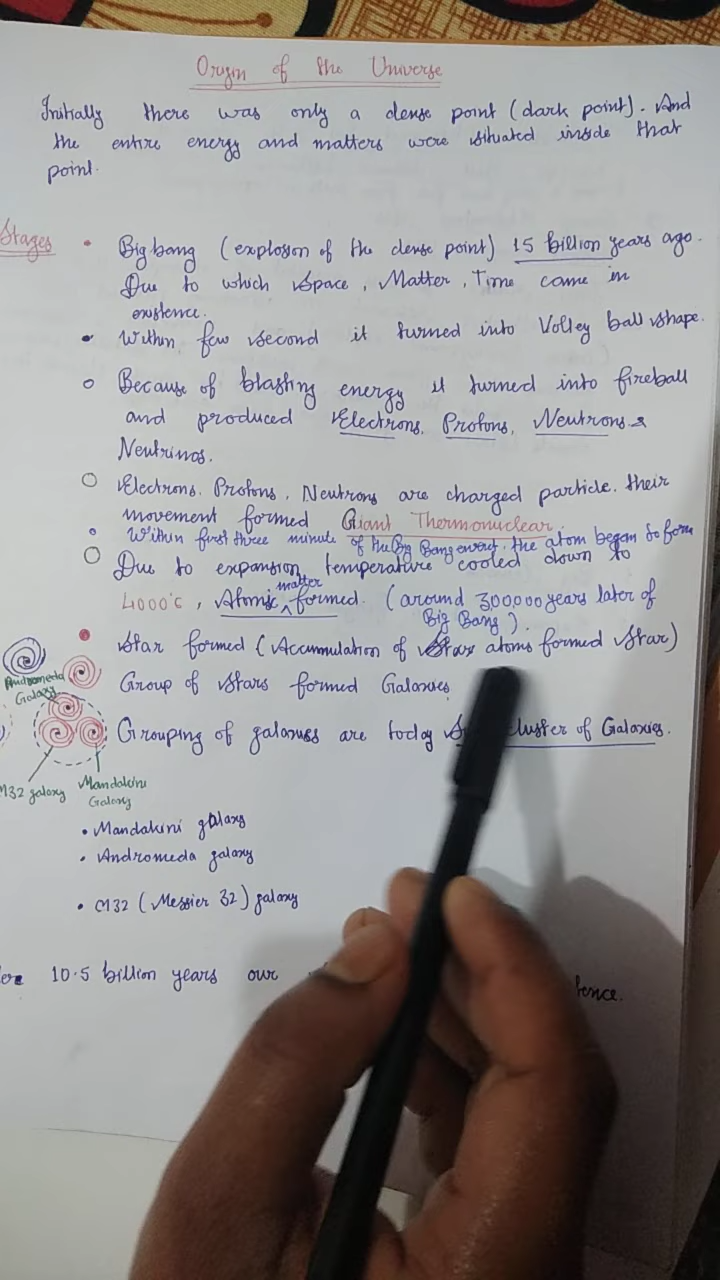 Origin of the Universe
Initially there was only a dense point (dark point). And
the entire energy and matters were situated inside that
point.
Stages
• Big bang (explosion of the dense point) 15 billion years ago.
Due to which Space, Matter, Time came in
existence.
• Within few second it turned into Volley ball shape.
Because of blasting energy it turned into fireball
and produced Electrons, Protons, Neutrons &
Neutrinos.
Electrons, Protons, Neutrons are charged particle. their
movement formed Giant Thermonuclear.
Within first three minute of the Big Bang event, the atom began to form
Due to expansion temperature cooled down to
4000°C, Atomic matter formed. (around 3,00,000 years later of
Big Bang).
• Star formed (Accumulation of atoms formed Star)
Group of Stars formed Galaxies
Grouping of galaxies are today cluster of Galaxies.
Andromeda
Galaxy
M32 galaxy
Mandakini
Galaxy
• Mandakini galaxy
• Andromeda galaxy
• M32 (Messier 32) galaxy
10.5 billion years our